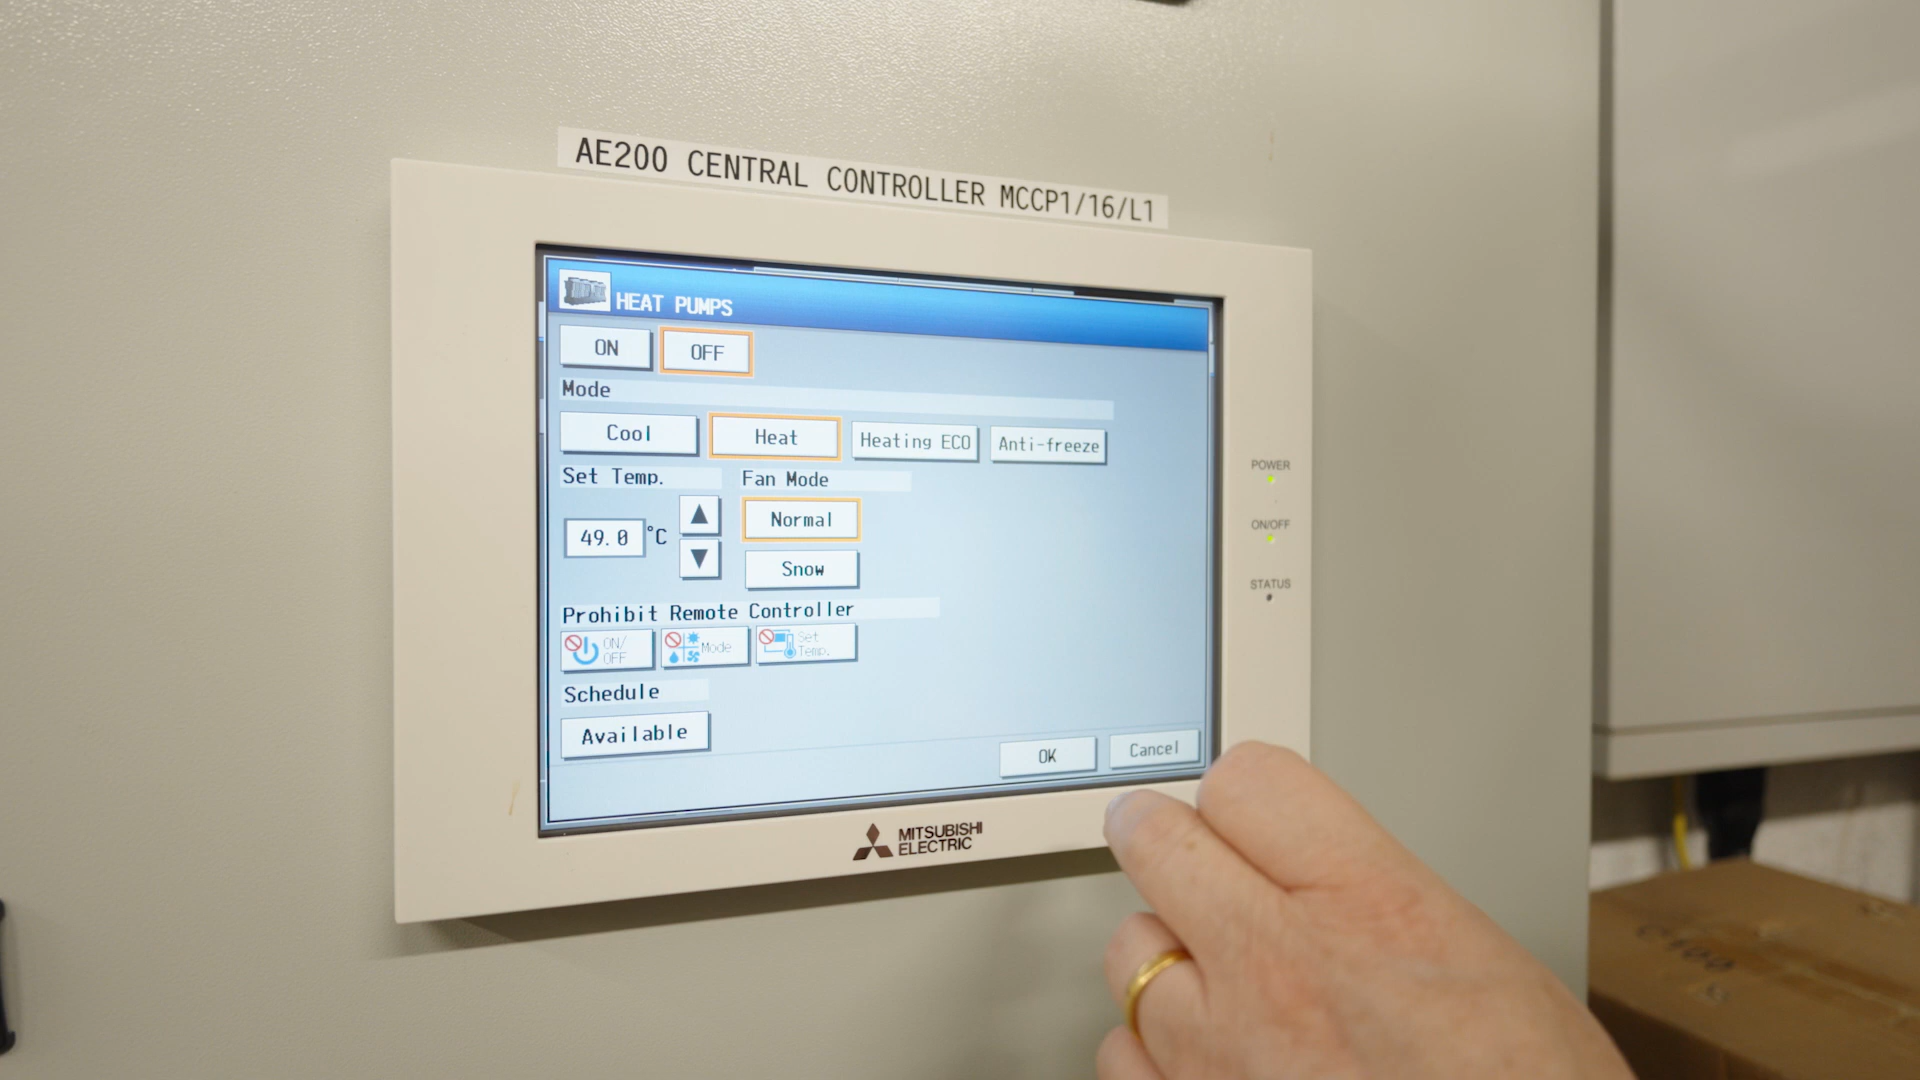 AE200 CENTRAL CONTROLLER MCCP1/16/L1
HEAT PUMPS
ON OFF
Mode
Cool Heat Heating ECO Anti-freeze
Set Temp. Fan Mode
49.0 °C Normal
Snow
Prohibit Remote Controller
ON/
OFF
Mode
Set
Temp.
Schedule
Available
OK Cancel
POWER
ON/OFF
STATUS
MITSUBISHI
ELECTRIC